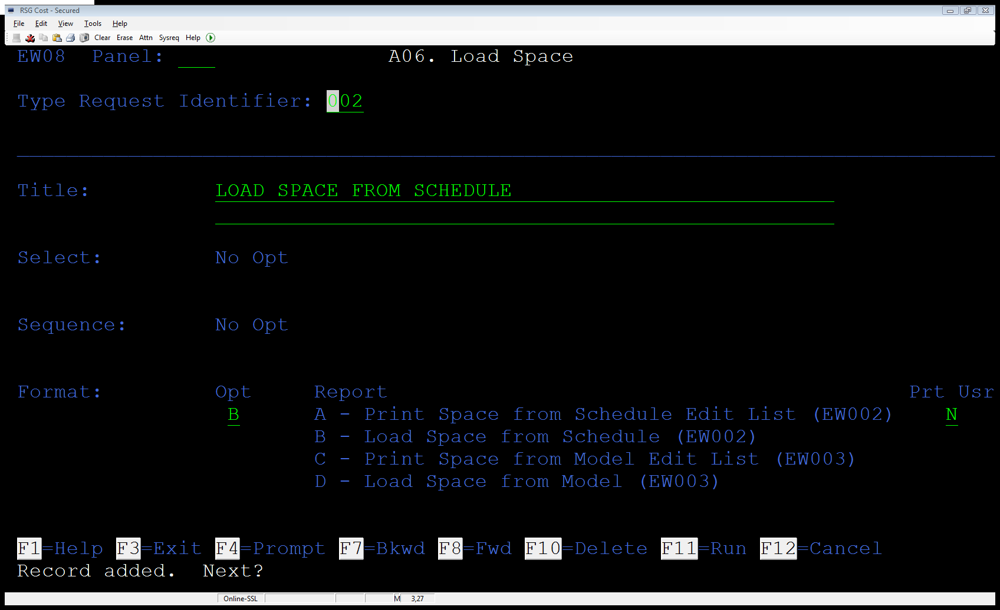 RSG Cost - Secured
File Edit View Tools Help
Clear Erase Attn Sysreq Help
EW08 Panel: A06. Load Space
Type Request Identifier: 002
Title: LOAD SPACE FROM SCHEDULE
Select: No Opt
Sequence: No Opt
Format: Opt Report Prt Usr
B A - Print Space from Schedule Edit List (EW002) N
B - Load Space from Schedule (EW002)
C - Print Space from Model Edit List (EW003)
D - Load Space from Model (EW003)
F1=Help F3=Exit F4=Prompt F7=Bkwd F8=Fwd F10=Delete F11=Run F12=Cancel
Record added. Next?
Online-SSL M 3,27